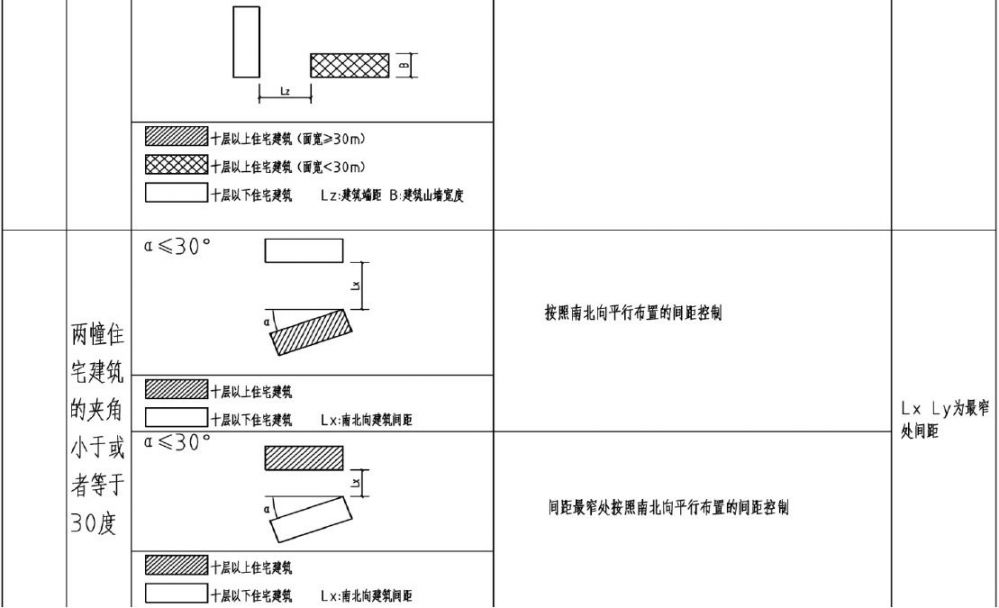 Lz
B
十层以上住宅建筑（面宽≥30m）
十层以上住宅建筑（面宽<30m）
十层以下住宅建筑 Lz:建筑端距 B:建筑山墙宽度
两幢住
宅建筑
的夹角
小于或
者等于
30度
α≤30°
Lx
α
十层以上住宅建筑
十层以下住宅建筑 Lx:南北向建筑间距
按照南北向平行布置的间距控制
α≤30°
Lx
α
十层以上住宅建筑
十层以下住宅建筑 Lx:南北向建筑间距
间距最窄处按照南北向平行布置的间距控制
Lx Ly为最窄
处间距